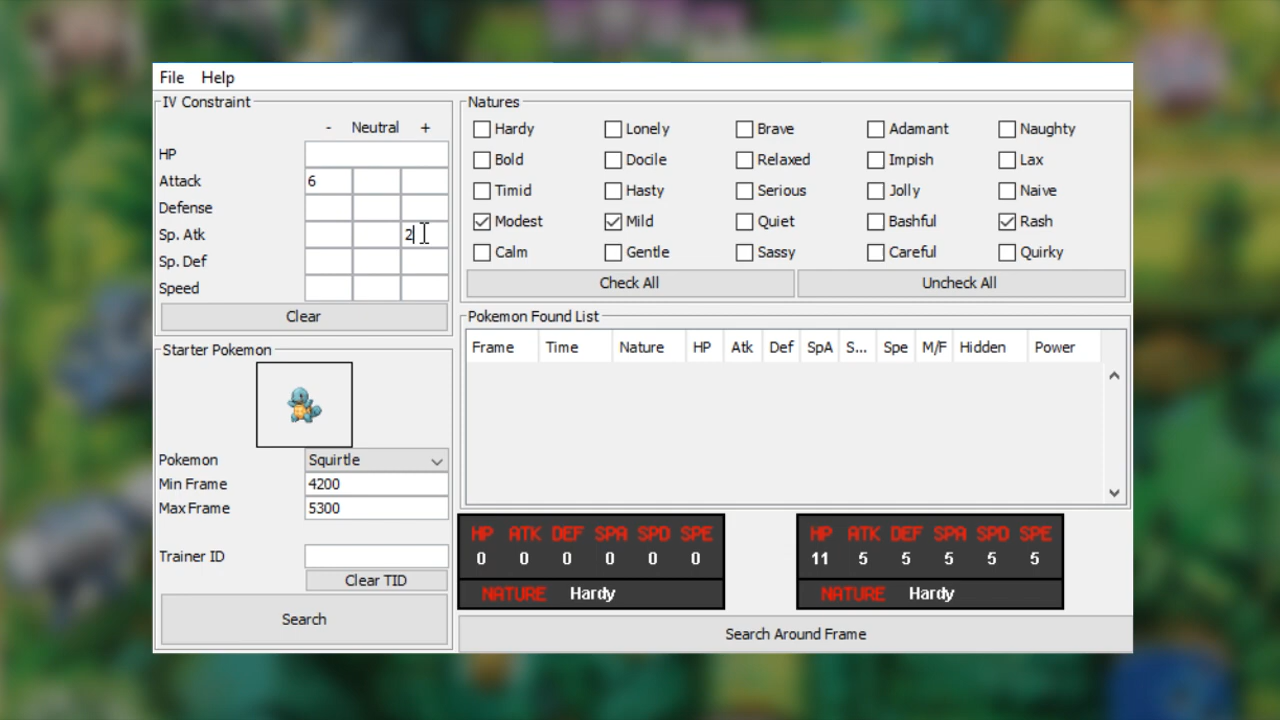 File Help
IV Constraint
- Neutral +
HP
Attack 6
Defense
Sp. Atk 2
Sp. Def
Speed
Clear
Starter Pokemon
Pokemon Squirtle
Min Frame 4200
Max Frame 5300
Trainer ID
Clear TID
Search
Natures
Hardy Lonely Brave Adamant Naughty
Bold Docile Relaxed Impish Lax
Timid Hasty Serious Jolly Naive
Modest Mild Quiet Bashful Rash
Calm Gentle Sassy Careful Quirky
Check All Uncheck All
Pokemon Found List
Frame Time Nature HP Atk Def SpA S... Spe M/F Hidden Power
HP ATK DEF SPA SPD SPE
0 0 0 0 0 0
NATURE Hardy
HP ATK DEF SPA SPD SPE
11 5 5 5 5 5
NATURE Hardy
Search Around Frame